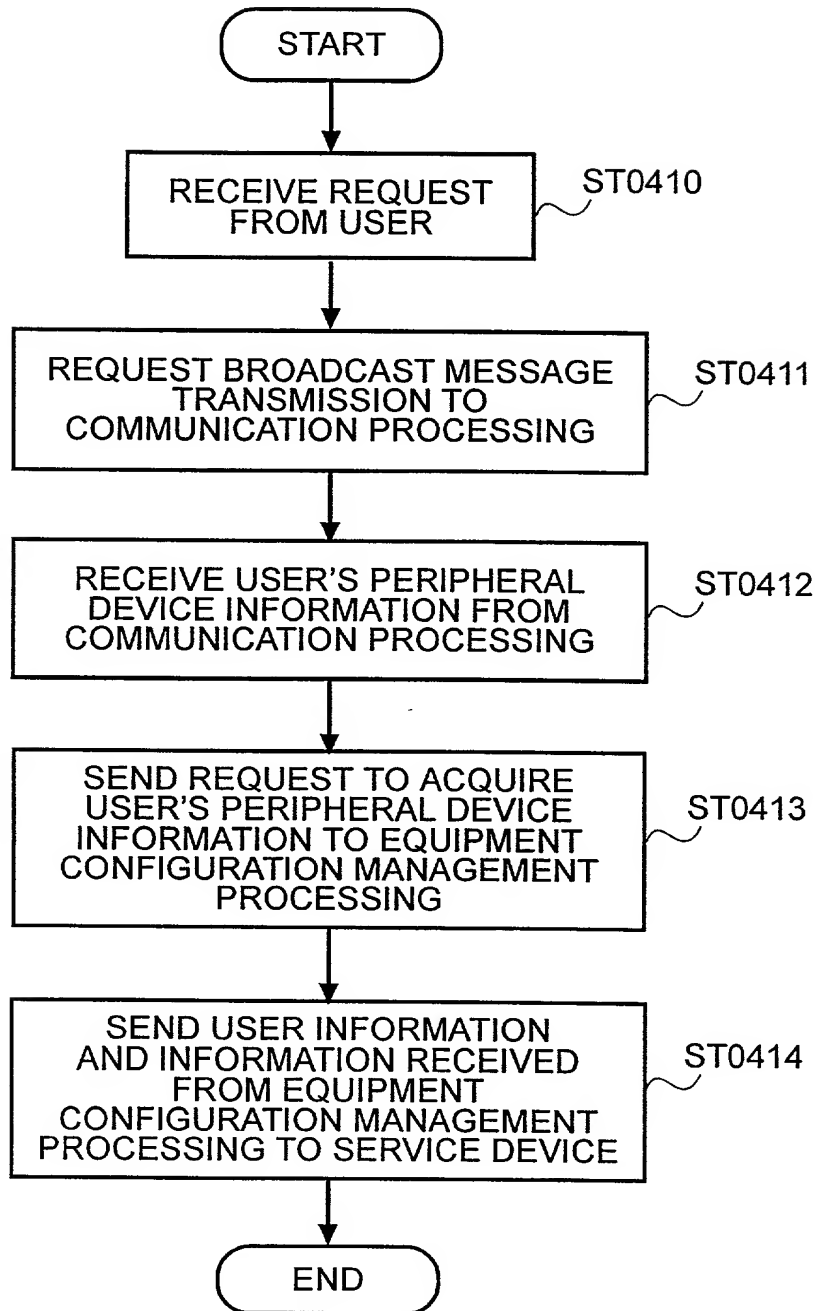 START
RECEIVE REQUEST
FROM USER
ST0410
REQUEST BROADCAST MESSAGE
TRANSMISSION TO
COMMUNICATION PROCESSING
ST0411
RECEIVE USER'S PERIPHERAL
DEVICE INFORMATION FROM
COMMUNICATION PROCESSING
ST0412
SEND REQUEST TO ACQUIRE
USER'S PERIPHERAL DEVICE
INFORMATION TO EQUIPMENT
CONFIGURATION MANAGEMENT
PROCESSING
ST0413
SEND USER INFORMATION
AND INFORMATION RECEIVED
FROM EQUIPMENT
CONFIGURATION MANAGEMENT
PROCESSING TO SERVICE DEVICE
ST0414
END